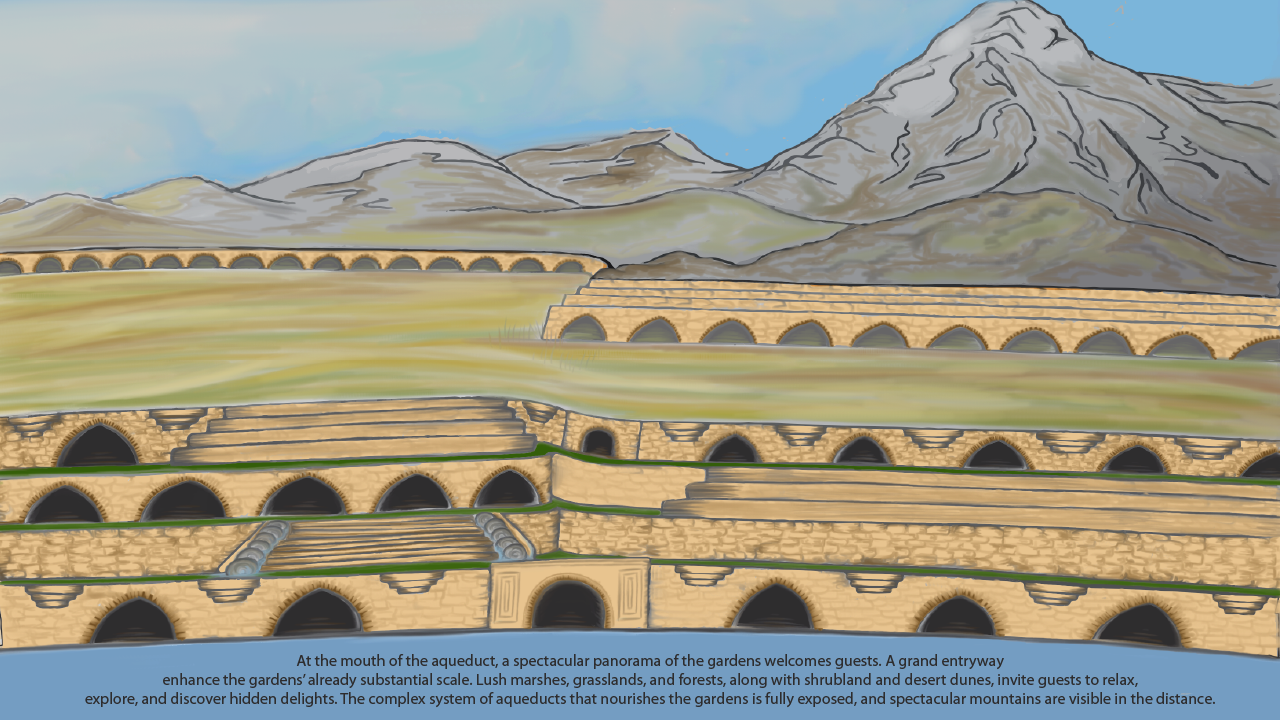 At the mouth of the aqueduct, a spectacular panorama of the gardens welcomes guests. A grand entryway
enhance the gardens' already substantial scale. Lush marshes, grasslands, and forests, along with shrubland and desert dunes, invite guests to relax,
explore, and discover hidden delights. The complex system of aqueducts that nourishes the gardens is fully exposed, and spectacular mountains are visible in the distance.